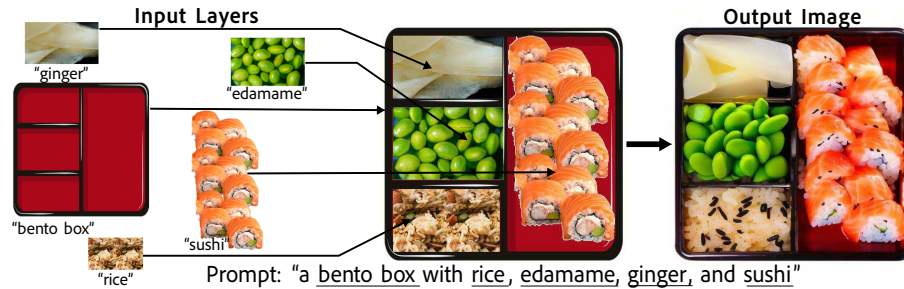 Input Layers
Output Image
"ginger"
"edamame"
"bento box"
"sushi"
"rice"
Prompt: "a bento box with rice, edamame, ginger, and sushi"